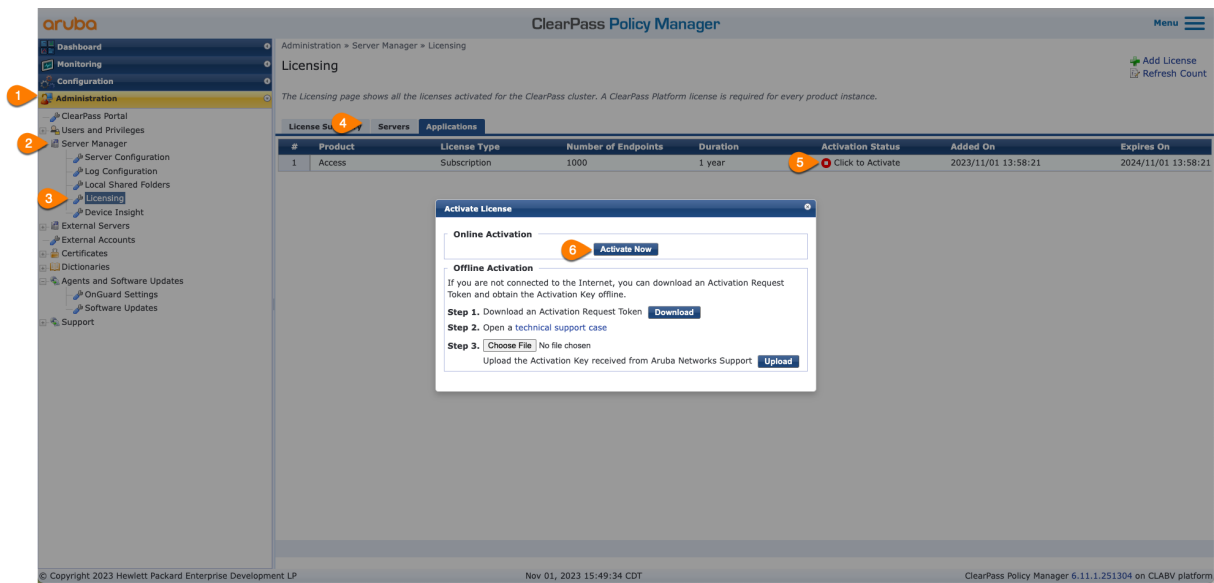 aruba
ClearPass Policy Manager
Menu
Dashboard
Monitoring
Configuration
1
Administration
ClearPass Portal
Users and Privileges
2
Server Manager
Server Configuration
Log Configuration
Local Shared Folders
3
Licensing
Device Insight
External Servers
External Accounts
Certificates
Dictionaries
Agents and Software Updates
OnGuard Settings
Software Updates
Support
Administration » Server Manager » Licensing
Licensing
Add License
Refresh Count
The Licensing page shows all the licenses activated for the ClearPass cluster. A ClearPass Platform license is required for every product instance.
License 4 Servers Applications
# Product License Type Number of Endpoints Duration Activation Status Added On Expires On
1 Access Subscription 1000 1 year 5 Click to Activate 2023/11/01 13:58:21 2024/11/01 13:58:21
Activate License
Online Activation
6 Activate Now
Offline Activation
If you are not connected to the Internet, you can download an Activation Request
Token and obtain the Activation Key offline.
Step 1. Download an Activation Request Token Download
Step 2. Open a technical support case
Step 3. Choose File No file chosen
Upload the Activation Key received from Aruba Networks Support Upload
© Copyright 2023 Hewlett Packard Enterprise Development LP
Nov 01, 2023 15:49:34 CDT
ClearPass Policy Manager 6.11.1.251304 on CLABV platform